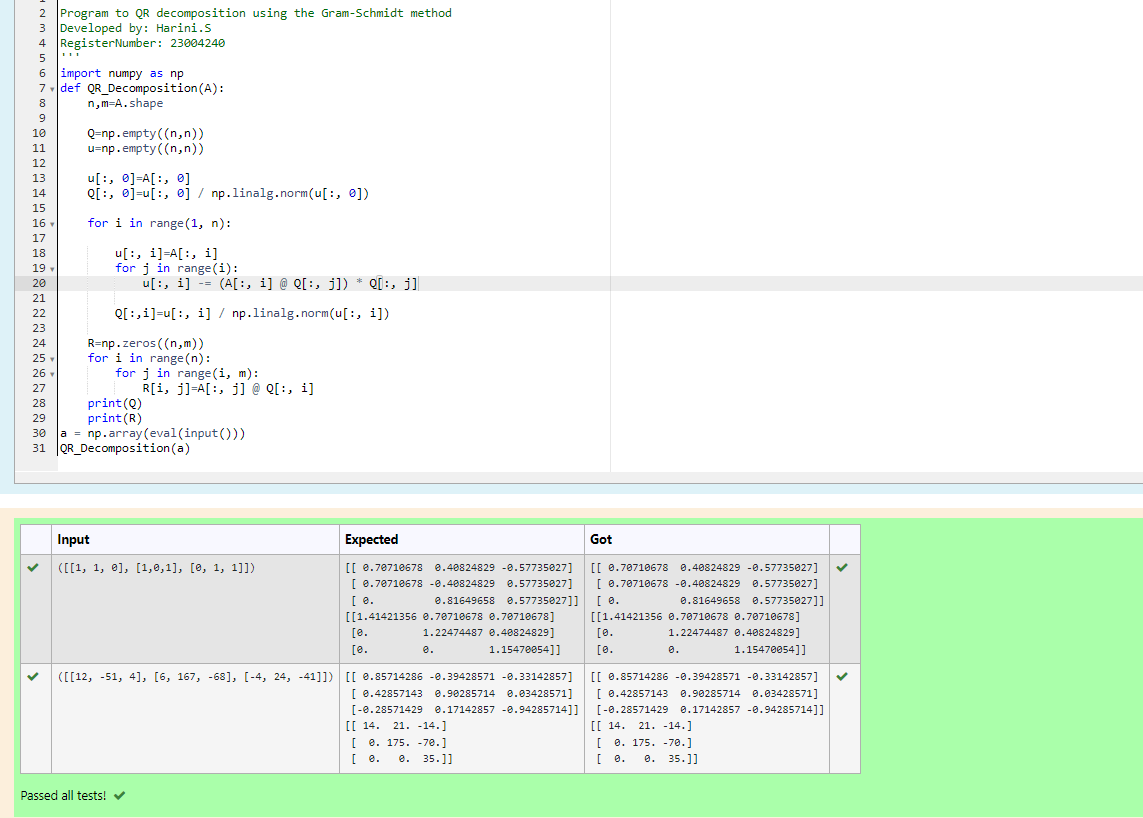 2 Program to QR decomposition using the Gram-Schmidt method
3 Developed by: Harini.S
4 RegisterNumber: 23004240
5 '''
6 import numpy as np
7 def QR_Decomposition(A):
8     n,m=A.shape
9
10     Q=np.empty((n,n))
11     u=np.empty((n,n))
12
13     u[:, 0]=A[:, 0]
14     Q[:, 0]=u[:, 0] / np.linalg.norm(u[:, 0])
15
16     for i in range(1, n):
17
18         u[:, i]=A[:, i]
19         for j in range(i):
20             u[:, i] -= (A[:, i] @ Q[:, j]) * Q[:, j]
21
22         Q[:,i]=u[:, i] / np.linalg.norm(u[:, i])
23
24     R=np.zeros((n,m))
25     for i in range(n):
26         for j in range(i, m):
27             R[i, j]=A[:, j] @ Q[:, i]
28     print(Q)
29     print(R)
30 a = np.array(eval(input()))
31 QR_Decomposition(a)
Input Expected Got
([[1, 1, 0], [1,0,1], [0, 1, 1]]) [[ 0.70710678  0.40824829 -0.57735027] [[ 0.70710678  0.40824829 -0.57735027]
[ 0.70710678 -0.40824829  0.57735027] [ 0.70710678 -0.40824829  0.57735027]
[ 0.          0.81649658  0.57735027]] [ 0.          0.81649658  0.57735027]]
[[1.41421356 0.70710678 0.70710678] [[1.41421356 0.70710678 0.70710678]
[0.         1.22474487 0.40824829] [0.         1.22474487 0.40824829]
[0.         0.         1.15470054]] [0.         0.         1.15470054]]
([[12, -51, 4], [6, 167, -68], [-4, 24, -41]]) [[ 0.85714286 -0.39428571 -0.33142857] [[ 0.85714286 -0.39428571 -0.33142857]
[ 0.42857143  0.90285714  0.03428571] [ 0.42857143  0.90285714  0.03428571]
[-0.28571429  0.17142857 -0.94285714]] [-0.28571429  0.17142857 -0.94285714]]
[[ 14.  21. -14.] [[ 14.  21. -14.]
[  0. 175. -70.] [  0. 175. -70.]
[  0.   0.  35.]] [  0.   0.  35.]]
Passed all tests!